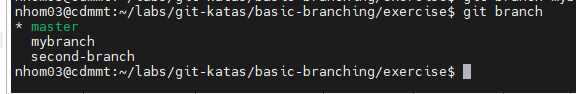 nhom03@cdmmt:~/labs/git-katas/basic-branching/exercise$ git branch
* master
  mybranch
  second-branch
nhom03@cdmmt:~/labs/git-katas/basic-branching/exercise$